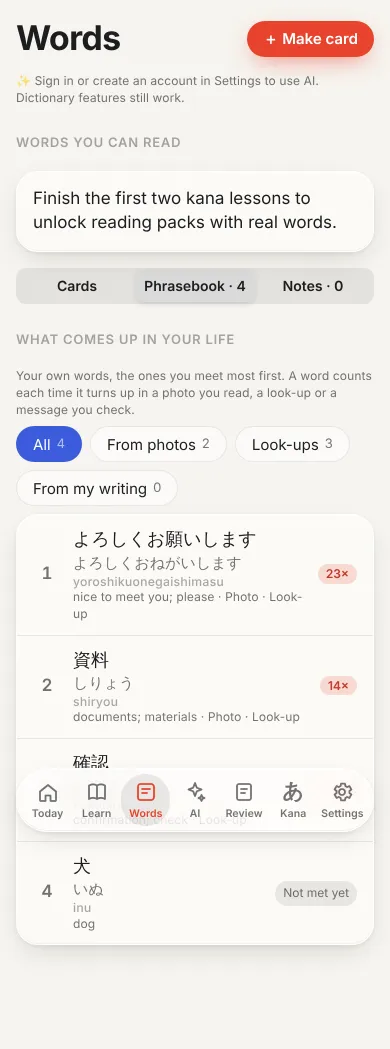 Words
+ Make card
✨ Sign in or create an account in Settings to use AI.
Dictionary features still work.
WORDS YOU CAN READ
Finish the first two kana lessons to
unlock reading packs with real words.
Cards
Phrasebook · 4
Notes · 0
WHAT COMES UP IN YOUR LIFE
Your own words, the ones you meet most first. A word counts
each time it turns up in a photo you read, a look-up or a
message you check.
All 4
From photos 2
Look-ups 3
From my writing 0
1
よろしくお願いします
よろしくおねがいします
yoroshikuonegaishimasu
nice to meet you; please · Photo · Look-
up
23×
2
資料
しりょう
shiryou
documents; materials · Photo · Look-up
14×
確認
confirmation; check · Look-up
Today
Learn
Words
AI
Review
あ
Kana
Settings
4
犬
いぬ
inu
dog
Not met yet